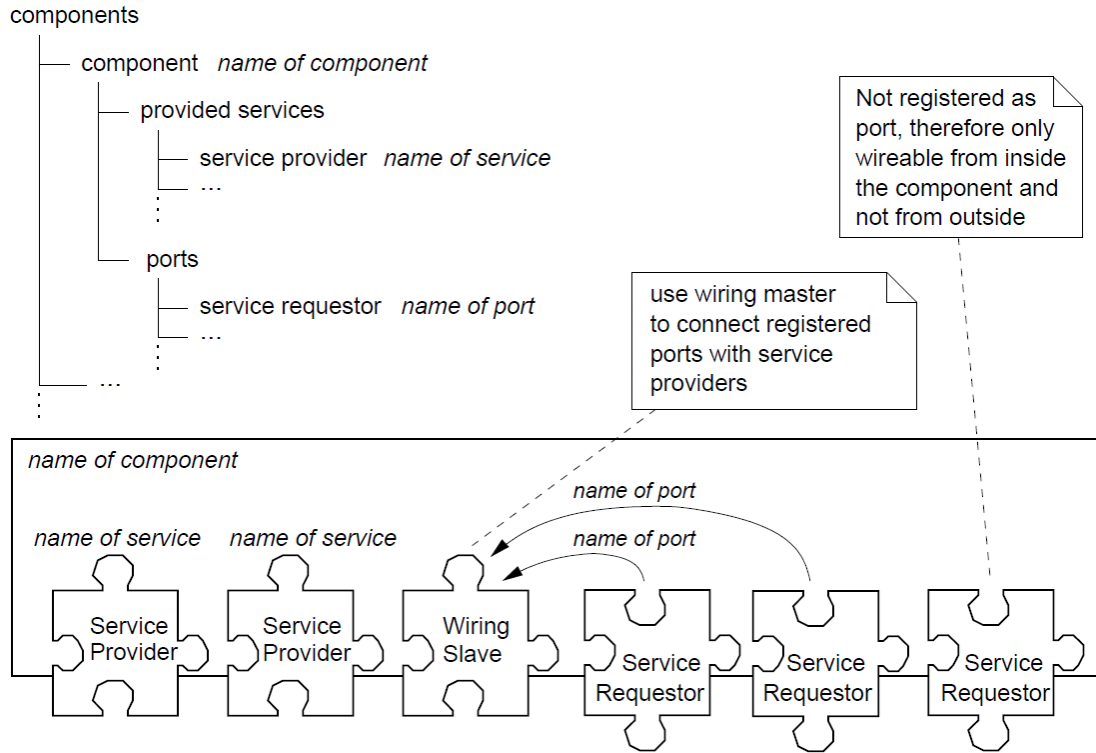 components
component name of component
provided services
service provider name of service
...
ports
service requestor name of port
...
...
Not registered as
port, therefore only
wireable from inside
the component and
not from outside
use wiring master
to connect registered
ports with service
providers
name of component
name of port
name of service name of service
name of port
Service
Provider
Service
Provider
Wiring
Slave
Service
Requestor
Service
Requestor
Service
Requestor